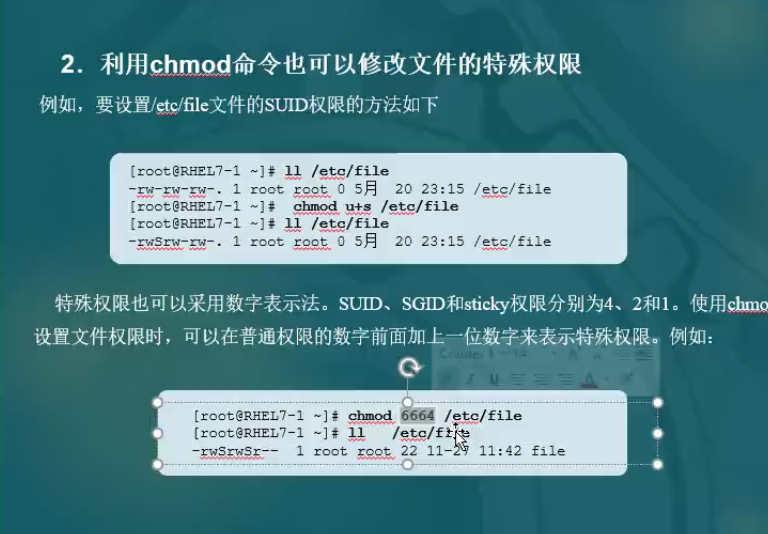 2. 利用chmod命令也可以修改文件的特殊权限
例如，要设置/etc/file文件的SUID权限的方法如下
[root@RHEL7-1 ~]# ll /etc/file
-rw-rw-rw-. 1 root root 0 5月  20 23:15 /etc/file
[root@RHEL7-1 ~]#  chmod u+s /etc/file
[root@RHEL7-1 ~]# ll /etc/file
-rwSrw-rw-. 1 root root 0 5月  20 23:15 /etc/file
特殊权限也可以采用数字表示法。SUID、SGID和sticky权限分别为4、2和1。使用chmo
设置文件权限时，可以在普通权限的数字前面加上一位数字来表示特殊权限。例如：
[root@RHEL7-1 ~]# chmod 6664 /etc/file
[root@RHEL7-1 ~]# ll   /etc/file
-rwSrwSr--  1 root root 22 11-27 11:42 file